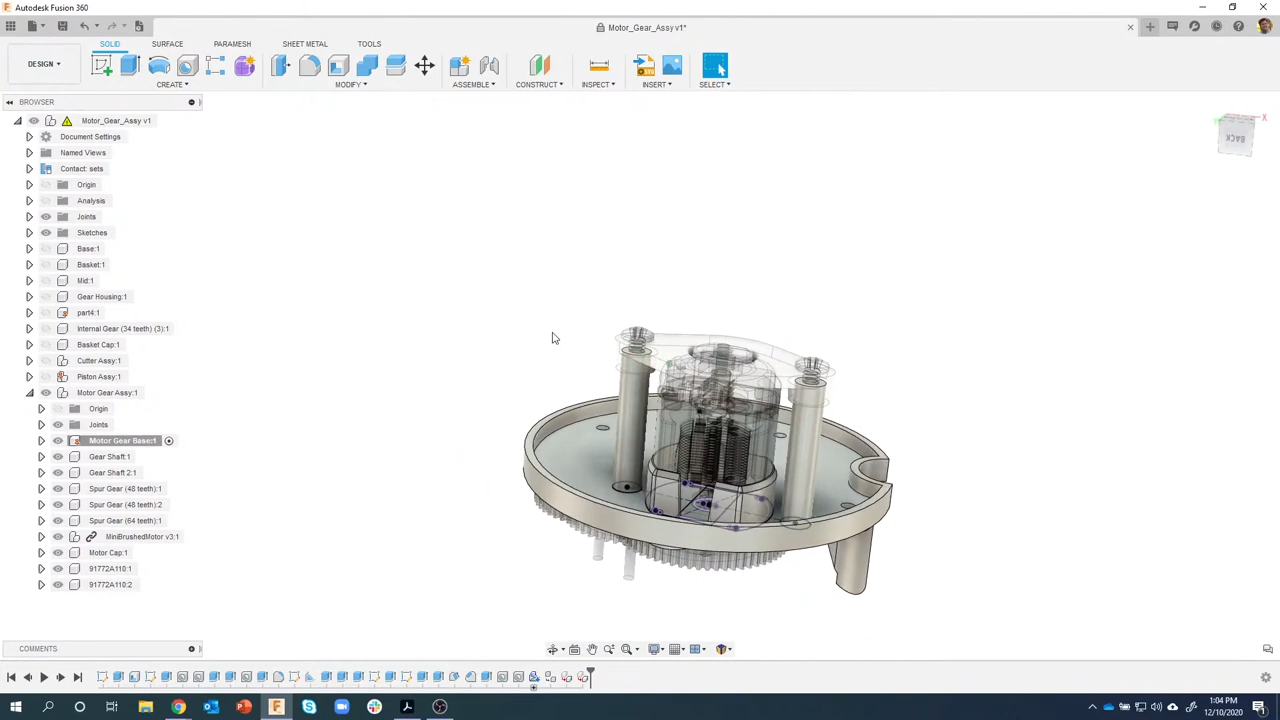 Autodesk Fusion 360
Motor_Gear_Assy v1*
SOLID
SURFACE
PARAMESH
SHEET METAL
TOOLS
DESIGN
CREATE
MODIFY
ASSEMBLE
CONSTRUCT
INSPECT
INSERT
SELECT
BROWSER
Motor_Gear_Assy v1
Document Settings
Named Views
Contact: sets
Origin
Analysis
Joints
Sketches
Base:1
Basket:1
Mid:1
Gear Housing:1
part4:1
Internal Gear (34 teeth) (3):1
Basket Cap:1
Cutter Assy:1
Piston Assy:1
Motor Gear Assy:1
Origin
Joints
Motor Gear Base:1
Gear Shaft:1
Gear Shaft 2:1
Spur Gear (48 teeth):1
Spur Gear (48 teeth):2
Spur Gear (64 teeth):1
MiniBrushedMotor v3:1
Motor Cap:1
91772A110:1
91772A110:2
X
BACK
COMMENTS
1:04 PM
12/10/2020